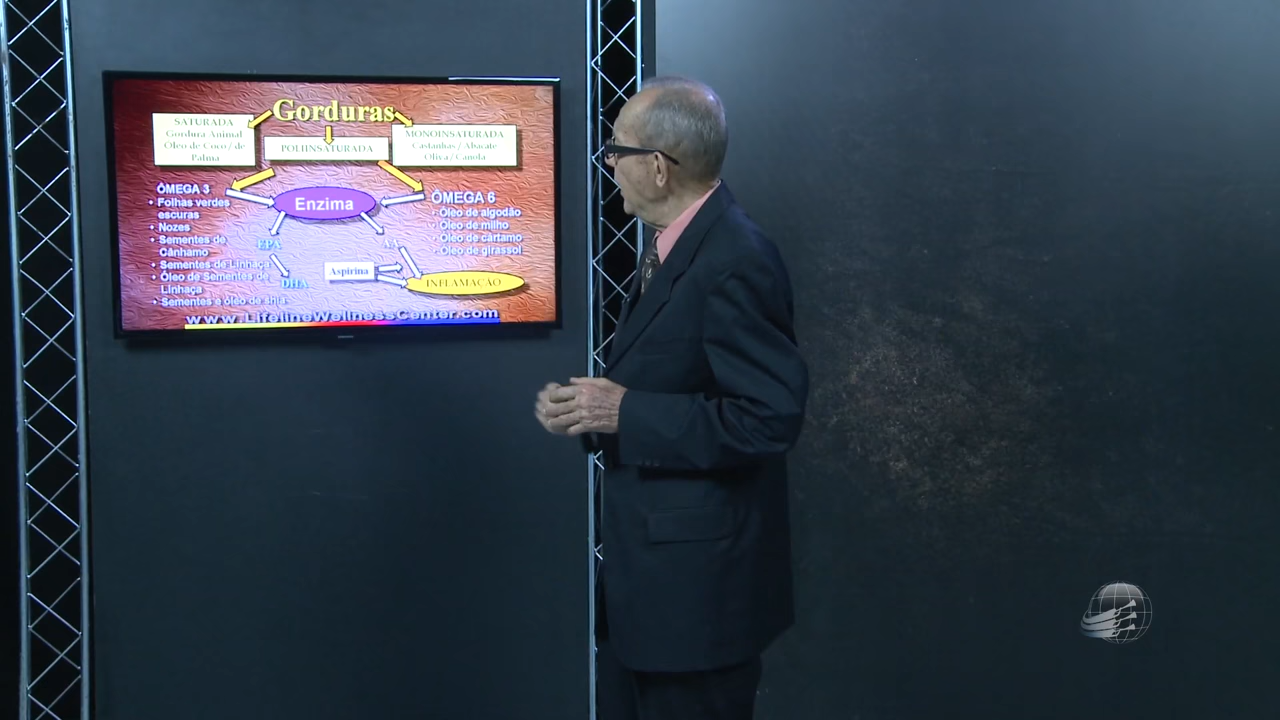 Gorduras
SATURADA
Gordura Animal
Óleo de Coco / de
Palma
POLIINSATURADA
MONOINSATURADA
Castanhas / Abacate
Oliva / Canola
ÔMEGA 3
• Folhas verdes
escuras
• Nozes
• Sementes de
Cânhamo
• Sementes de Linhaça
• Óleo de Sementes de
Linhaça
• Sementes e óleo de
Enzima
EPA
DHA
AA
Aspirina
INFLAMAÇÃO
ÔMEGA 6
• Óleo de algodão
• Óleo de milho
• Óleo de cártamo
• Óleo de girassol
www.LifelineWellnessCenter.com